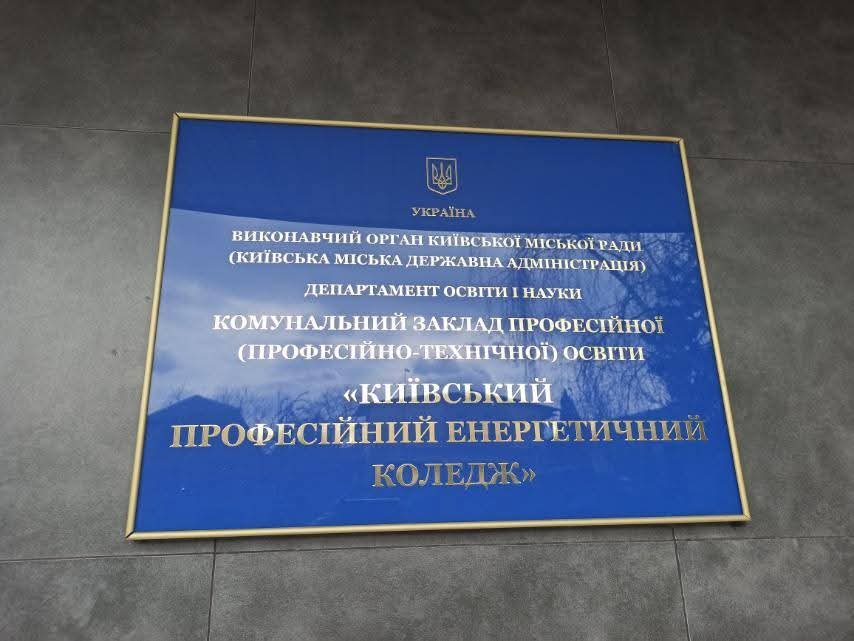 УКРАЇНА
ВИКОНАВЧИЙ ОРГАН КИЇВСЬКОЇ МІСЬКОЇ РАДИ
(КИЇВСЬКА МІСЬКА ДЕРЖАВНА АДМІНІСТРАЦІЯ)
ДЕПАРТАМЕНТ ОСВІТИ І НАУКИ
КОМУНАЛЬНИЙ ЗАКЛАД ПРОФЕСІЙНОЇ
(ПРОФЕСІЙНО-ТЕХНІЧНОЇ) ОСВІТИ
«КИЇВСЬКИЙ
ПРОФЕСІЙНИЙ ЕНЕРГЕТИЧНИЙ
КОЛЕДЖ»